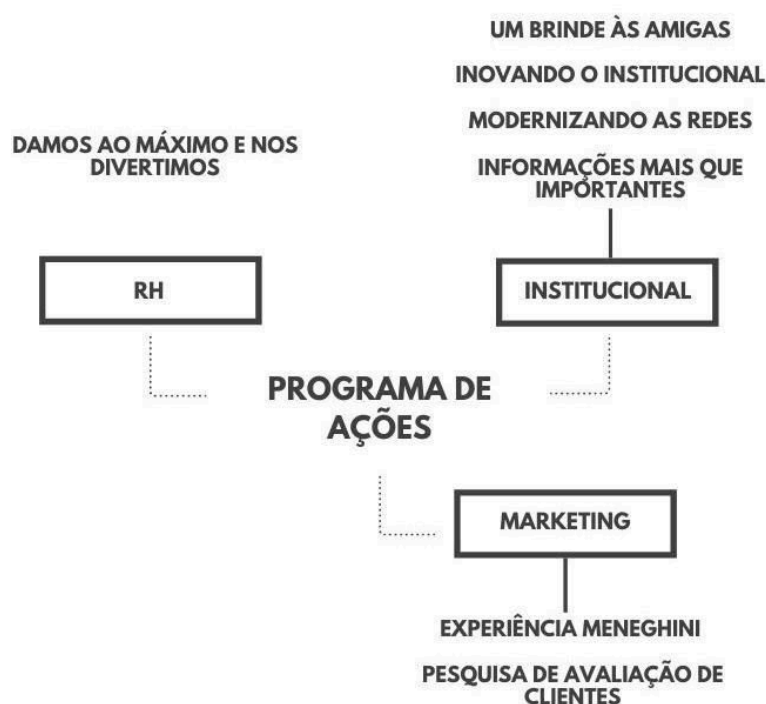 UM BRINDE ÀS AMIGAS
INOVANDO O INSTITUCIONAL
MODERNIZANDO AS REDES
INFORMAÇÕES MAIS QUE
IMPORTANTES
DAMOS AO MÁXIMO E NOS
DIVERTIMOS
RH
INSTITUCIONAL
PROGRAMA DE
AÇÕES
MARKETING
EXPERIÊNCIA MENEGHINI
PESQUISA DE AVALIAÇÃO DE
CLIENTES